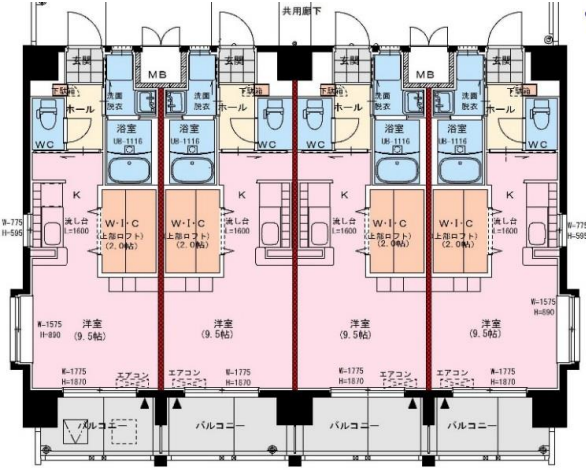 共用廊下
玄関
MB
玄関
玄関
MB
玄関
下駄箱
洗面
脱衣
洗面
脱衣
下駄箱
下駄箱
洗面
脱衣
洗面
脱衣
下駄箱
ホール
ホール
ホール
ホール
WC
浴室
UB-1116
浴室
UB-1116
WC
WC
浴室
UB-1116
浴室
UB-1116
WC
K
K
K
K
W-775
H-595
流し台
L=1600
W・I・C
(上部ロフト)
(2.0帖)
W・I・C
(上部ロフト)
(2.0帖)
流し台
L=1600
流し台
L=1600
W・I・C
(上部ロフト)
(2.0帖)
W・I・C
(上部ロフト)
(2.0帖)
流し台
L=1600
W-775
H=595
W-1575
H-890
洋室
(9.5帖)
洋室
(9.5帖)
洋室
(9.5帖)
洋室
(9.5帖)
W-1575
H=890
W-1775
H=1870
エアコン
エアコン
W-1775
H=1870
W-1775
H=1870
エアコン
エアコン
W-1775
H=1870
バルコニー
バルコニー
バルコニー
バルコニー